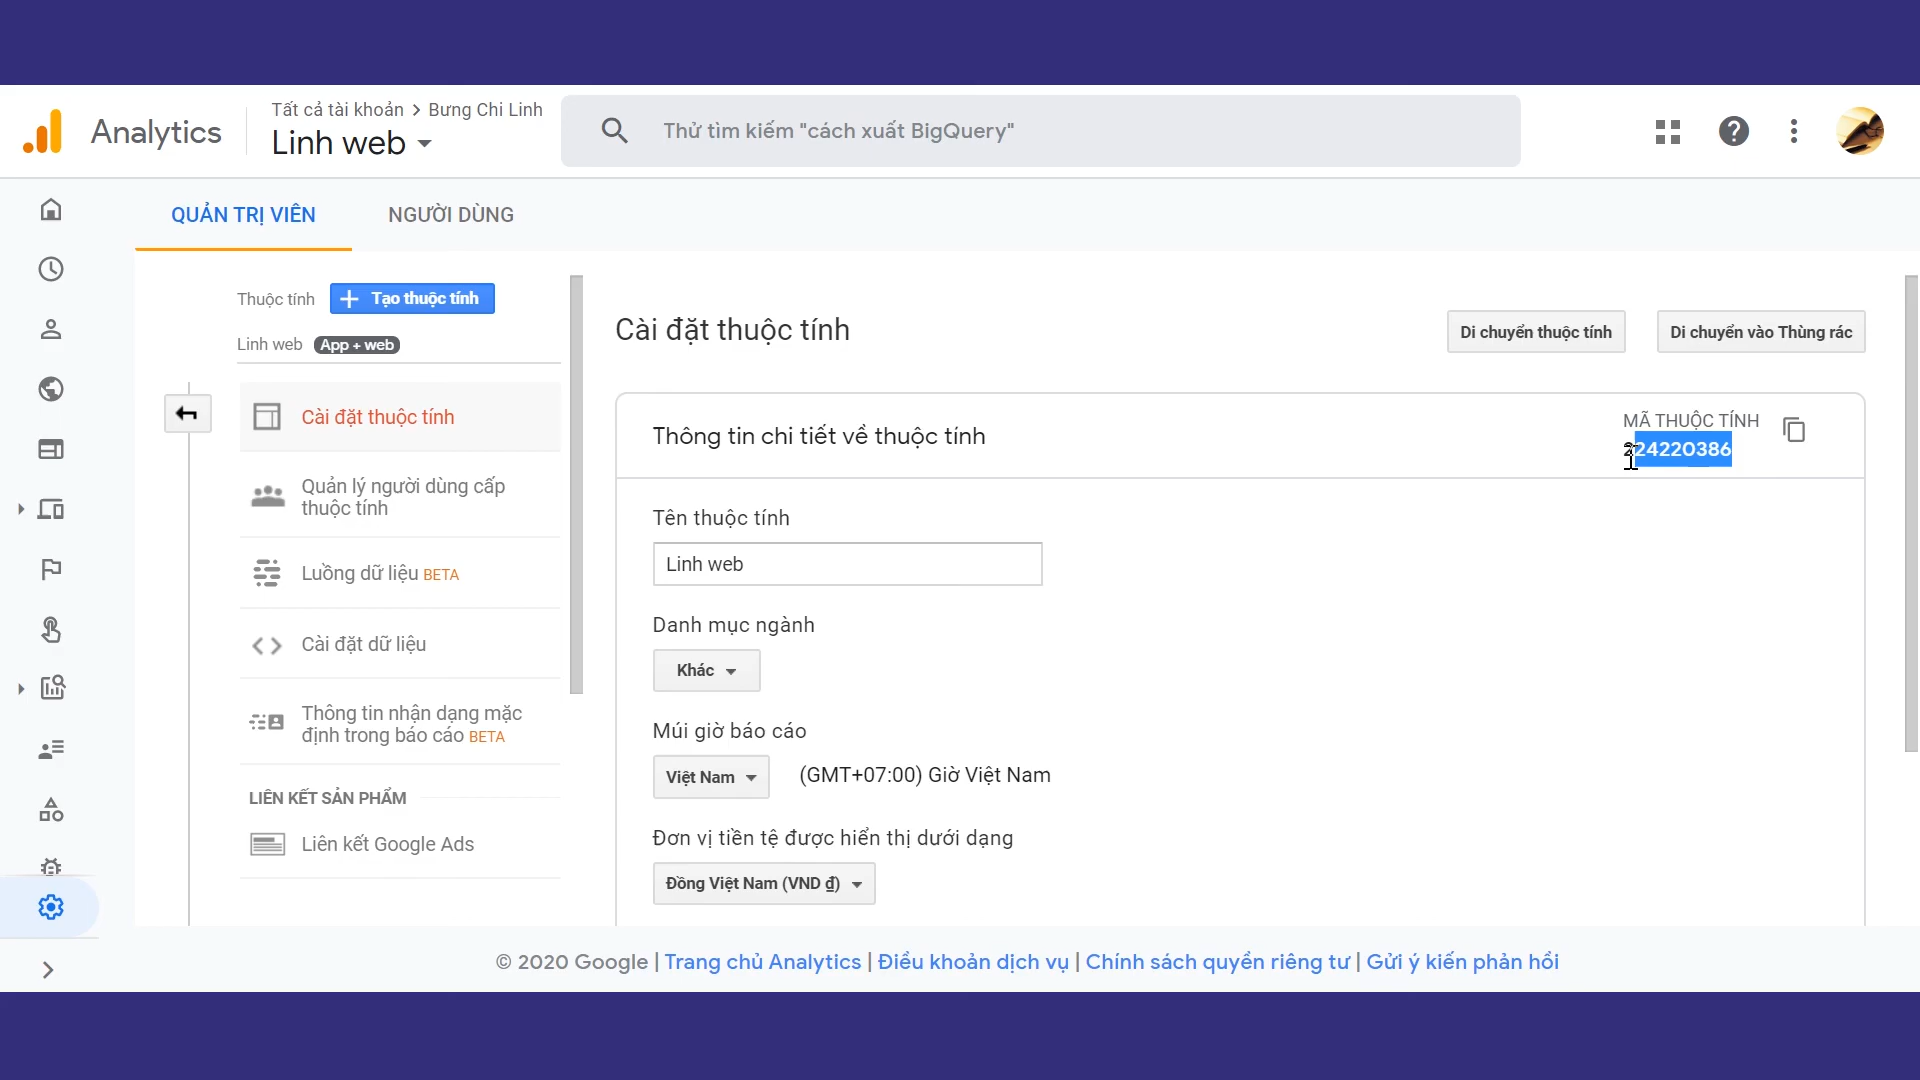 Analytics
Tất cả tài khoản > Bưng Chi Linh
Linh web
Thử tìm kiếm "cách xuất BigQuery"
QUẢN TRỊ VIÊN
NGƯỜI DÙNG
Thuộc tính
+ Tạo thuộc tính
Linh web App + web
Cài đặt thuộc tính
Quản lý người dùng cấp
thuộc tính
Luồng dữ liệu BETA
Cài đặt dữ liệu
Thông tin nhận dạng mặc
định trong báo cáo BETA
LIÊN KẾT SẢN PHẨM
Liên kết Google Ads
Cài đặt thuộc tính
Di chuyển thuộc tính
Di chuyển vào Thùng rác
Thông tin chi tiết về thuộc tính
MÃ THUỘC TÍNH
224220386
Tên thuộc tính
Linh web
Danh mục ngành
Khác
Múi giờ báo cáo
Việt Nam
(GMT+07:00) Giờ Việt Nam
Đơn vị tiền tệ được hiển thị dưới dạng
Đồng Việt Nam (VND ₫)
© 2020 Google | Trang chủ Analytics | Điều khoản dịch vụ | Chính sách quyền riêng tư | Gửi ý kiến phản hồi